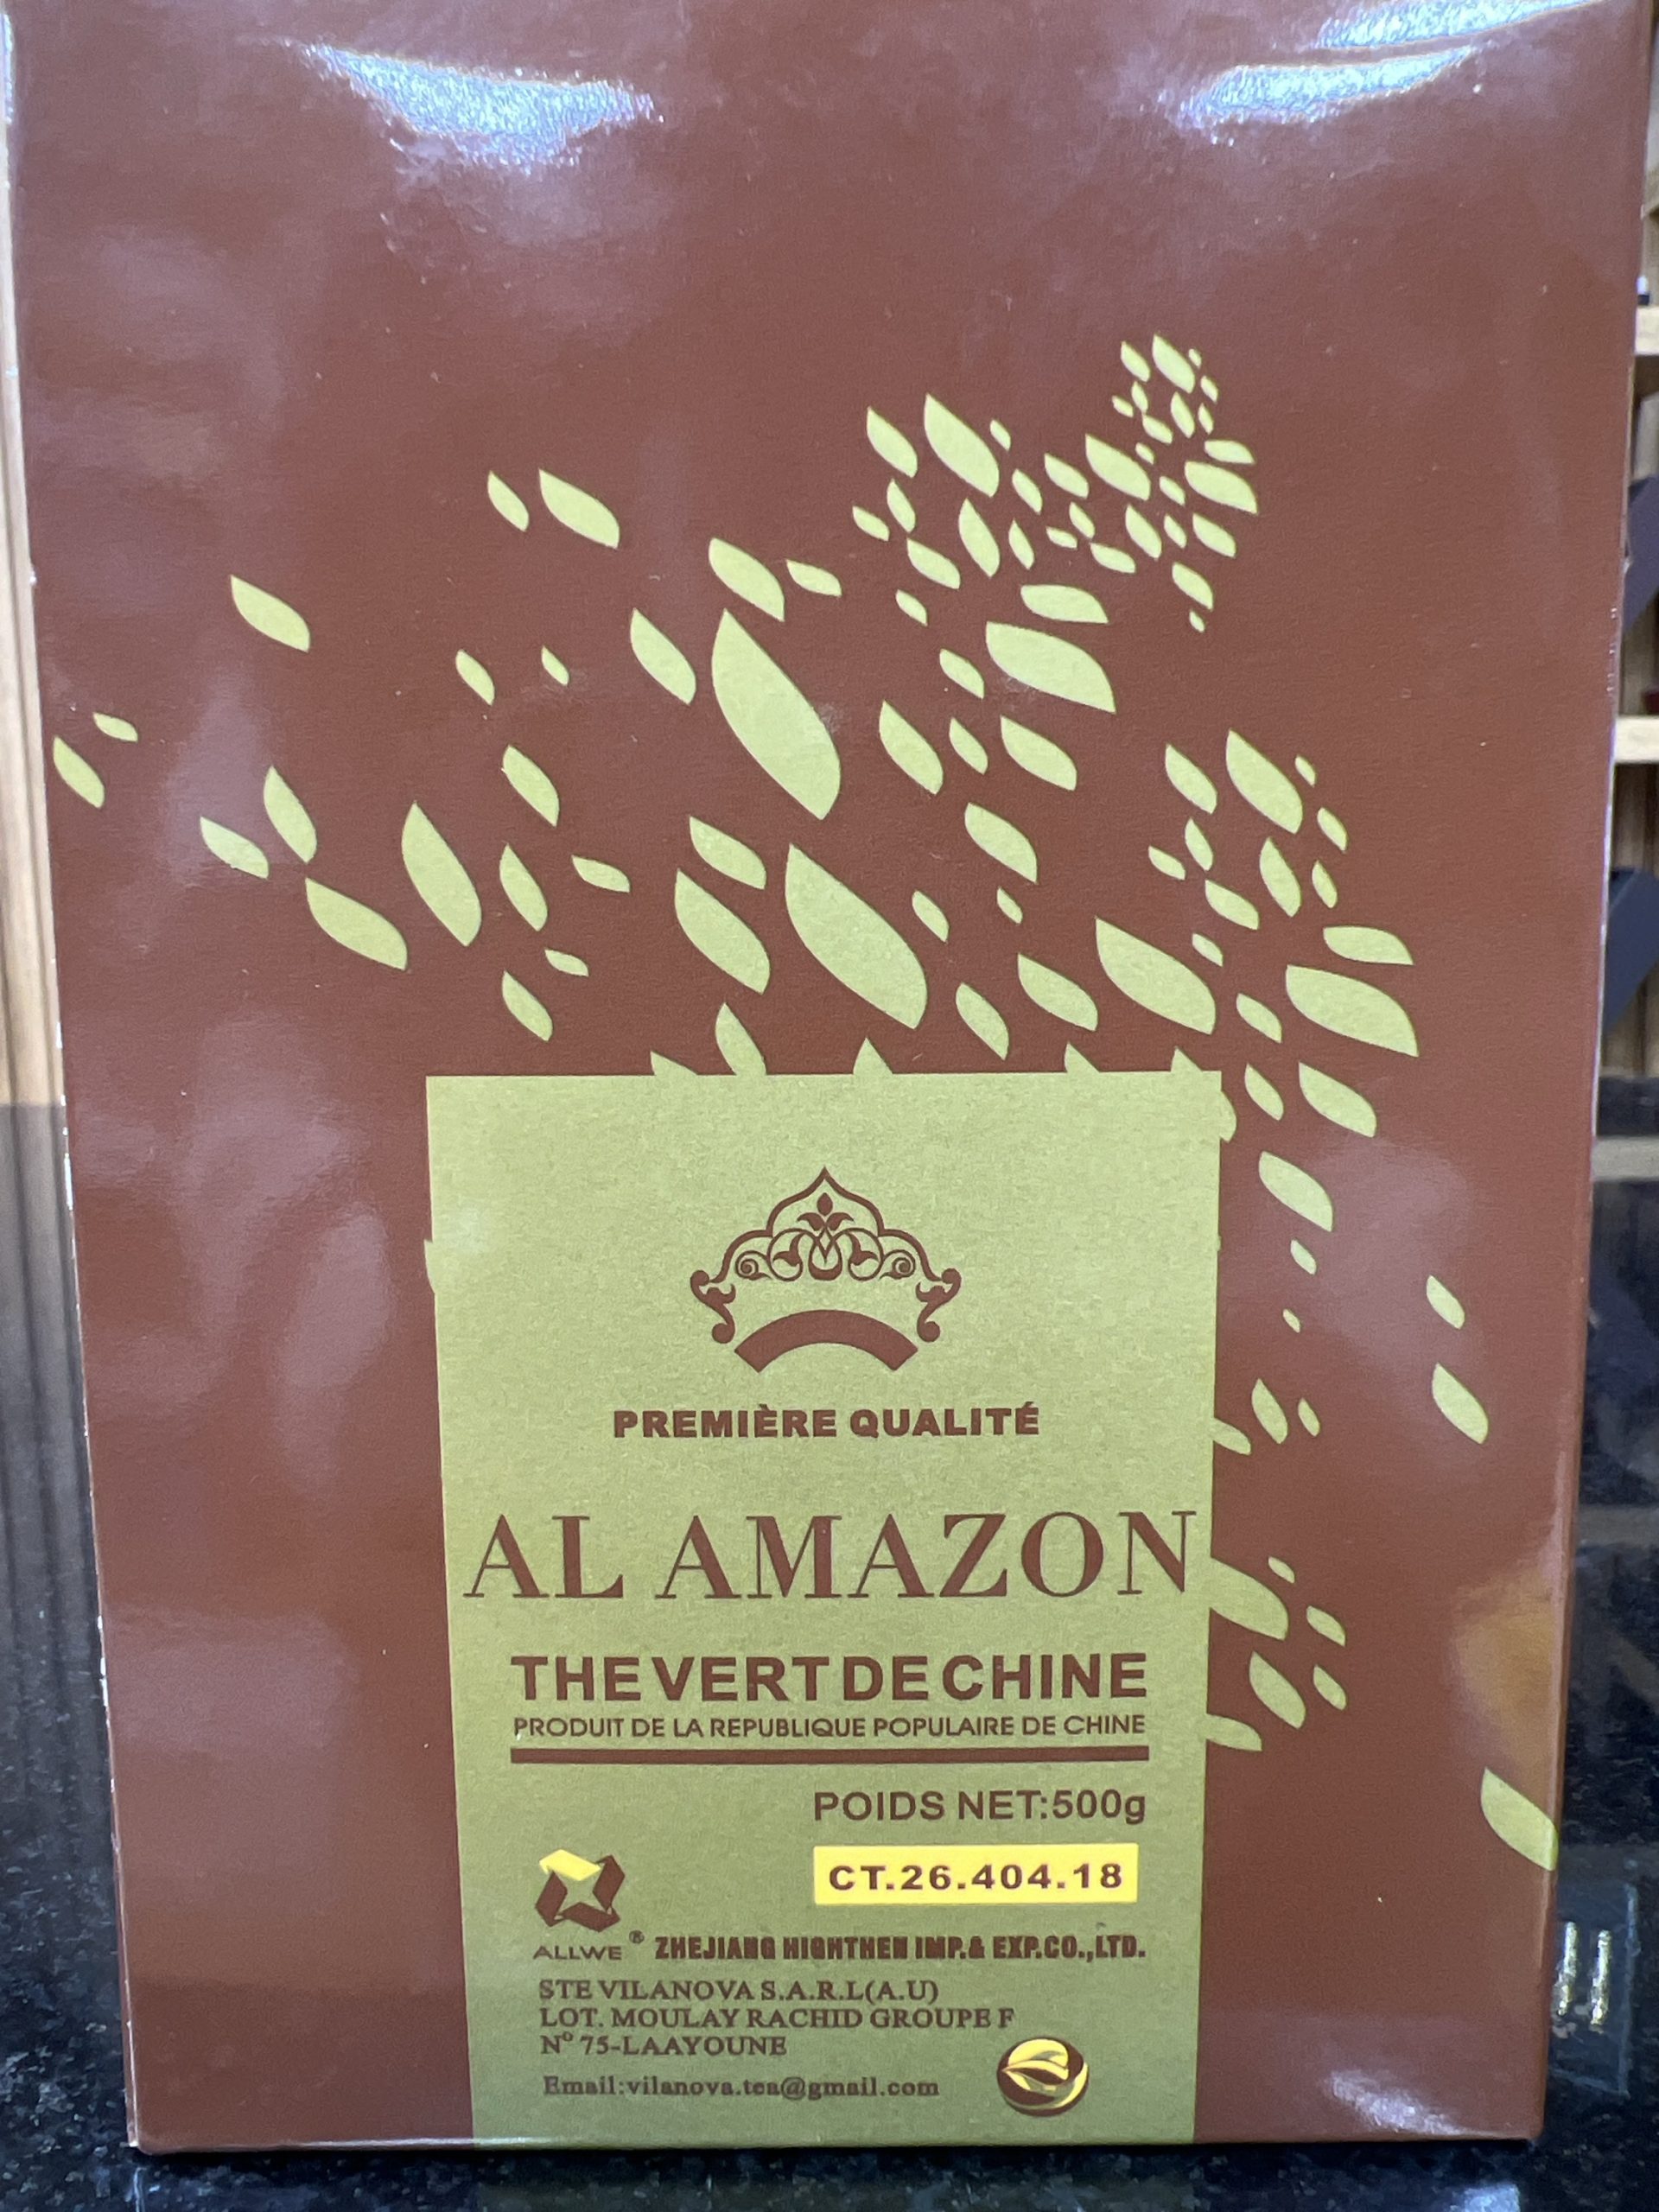 PREMIÈRE QUALITÉ
AL AMAZON
THE VERT DE CHINE
PRODUIT DE LA REPUBLIQUE POPULAIRE DE CHINE
POIDS NET:500g
CT.26.404.18
ALLWE ® ZHEJIANG HIGHTHEN IMP.& EXP.CO.,LTD.
STE VILANOVA S.A.R.L(A.U)
LOT. MOULAY RACHID GROUPE F
Nº 75-LAAYOUNE
Email:vilanova.tea@gmail.com